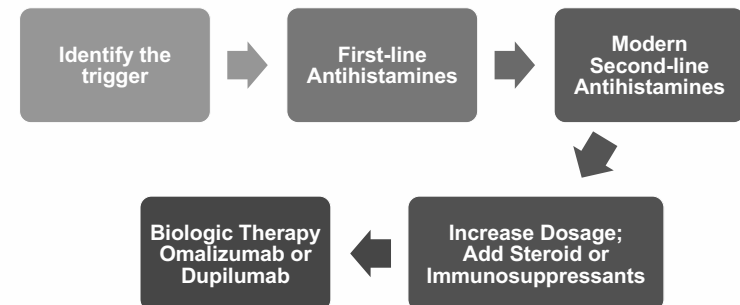 Identify the
trigger
First-line
Antihistamines
Modern
Second-line
Antihistamines
Increase Dosage;
Add Steroid or
Immunosuppressants
Biologic Therapy
Omalizumab or
Dupilumab